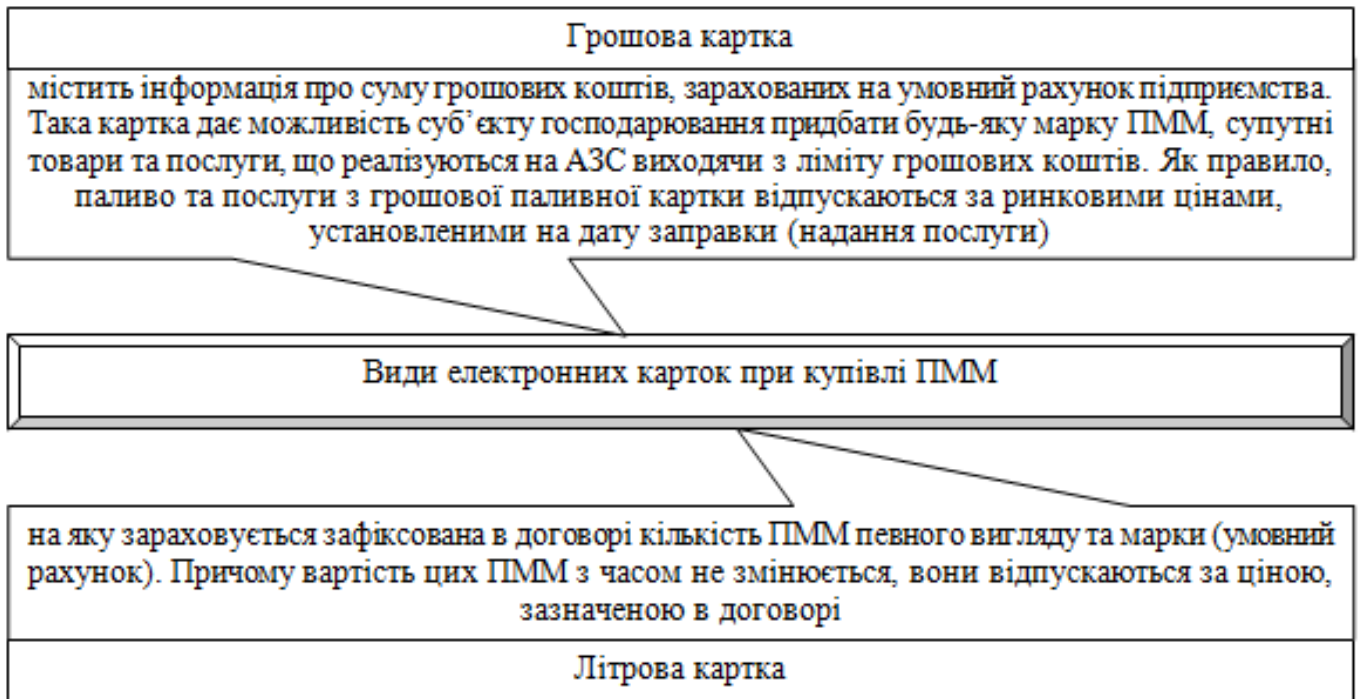 Грошова картка
містить інформація про суму грошових коштів, зарахованих на умовний рахунок підприємства.
Така картка дає можливість суб’єкту господарювання придбати будь-яку марку ПММ, супутні
товари та послуги, що реалізуються на АЗС виходячи з ліміту грошових коштів. Як правило,
паливо та послуги з грошової паливної картки відпускаються за ринковими цінами,
установленими на дату заправки (надання послуги)
Види електронних карток при купівлі ПММ
на яку зараховується зафіксована в договорі кількість ПММ певного вигляду та марки (умовний
рахунок). Причому вартість цих ПММ з часом не змінюється, вони відпускаються за ціною,
зазначеною в договорі
Літрова картка